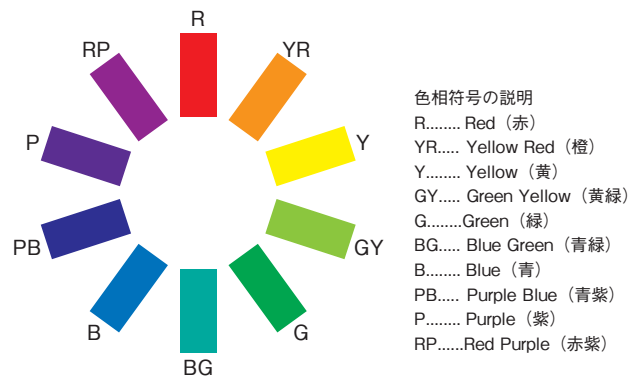 R
YR
Y
GY
G
BG
B
PB
P
RP
色相符号の説明
R........ Red（赤）
YR..... Yellow Red（橙）
Y........ Yellow（黄）
GY..... Green Yellow（黄緑）
G........Green（緑）
BG..... Blue Green（青緑）
B........ Blue（青）
PB..... Purple Blue（青紫）
P........ Purple（紫）
RP......Red Purple（赤紫）